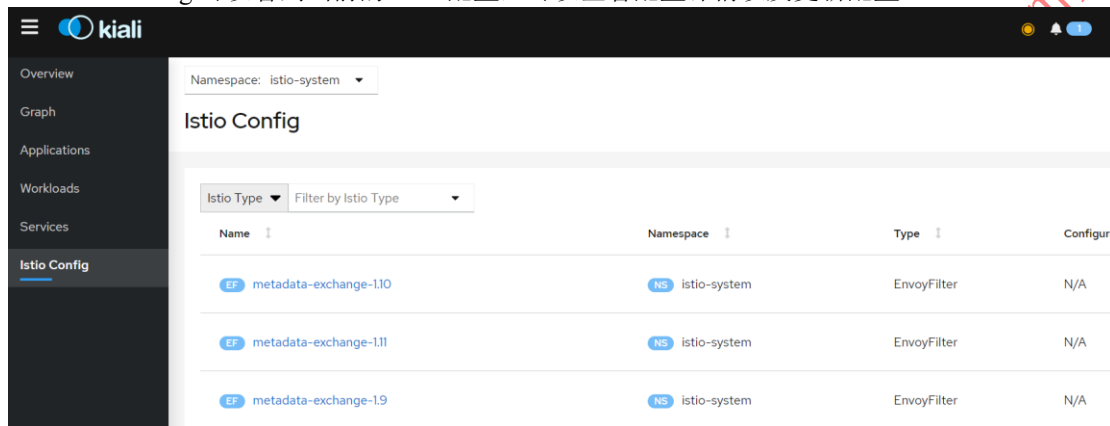 kiali
1
Overview
Graph
Applications
Workloads
Services
Istio Config
Namespace: istio-system
Istio Config
Istio Type Filter by Istio Type
Name Namespace Type Configur
EF metadata-exchange-1.10 NS istio-system EnvoyFilter N/A
EF metadata-exchange-1.11 NS istio-system EnvoyFilter N/A
EF metadata-exchange-1.9 NS istio-system EnvoyFilter N/A